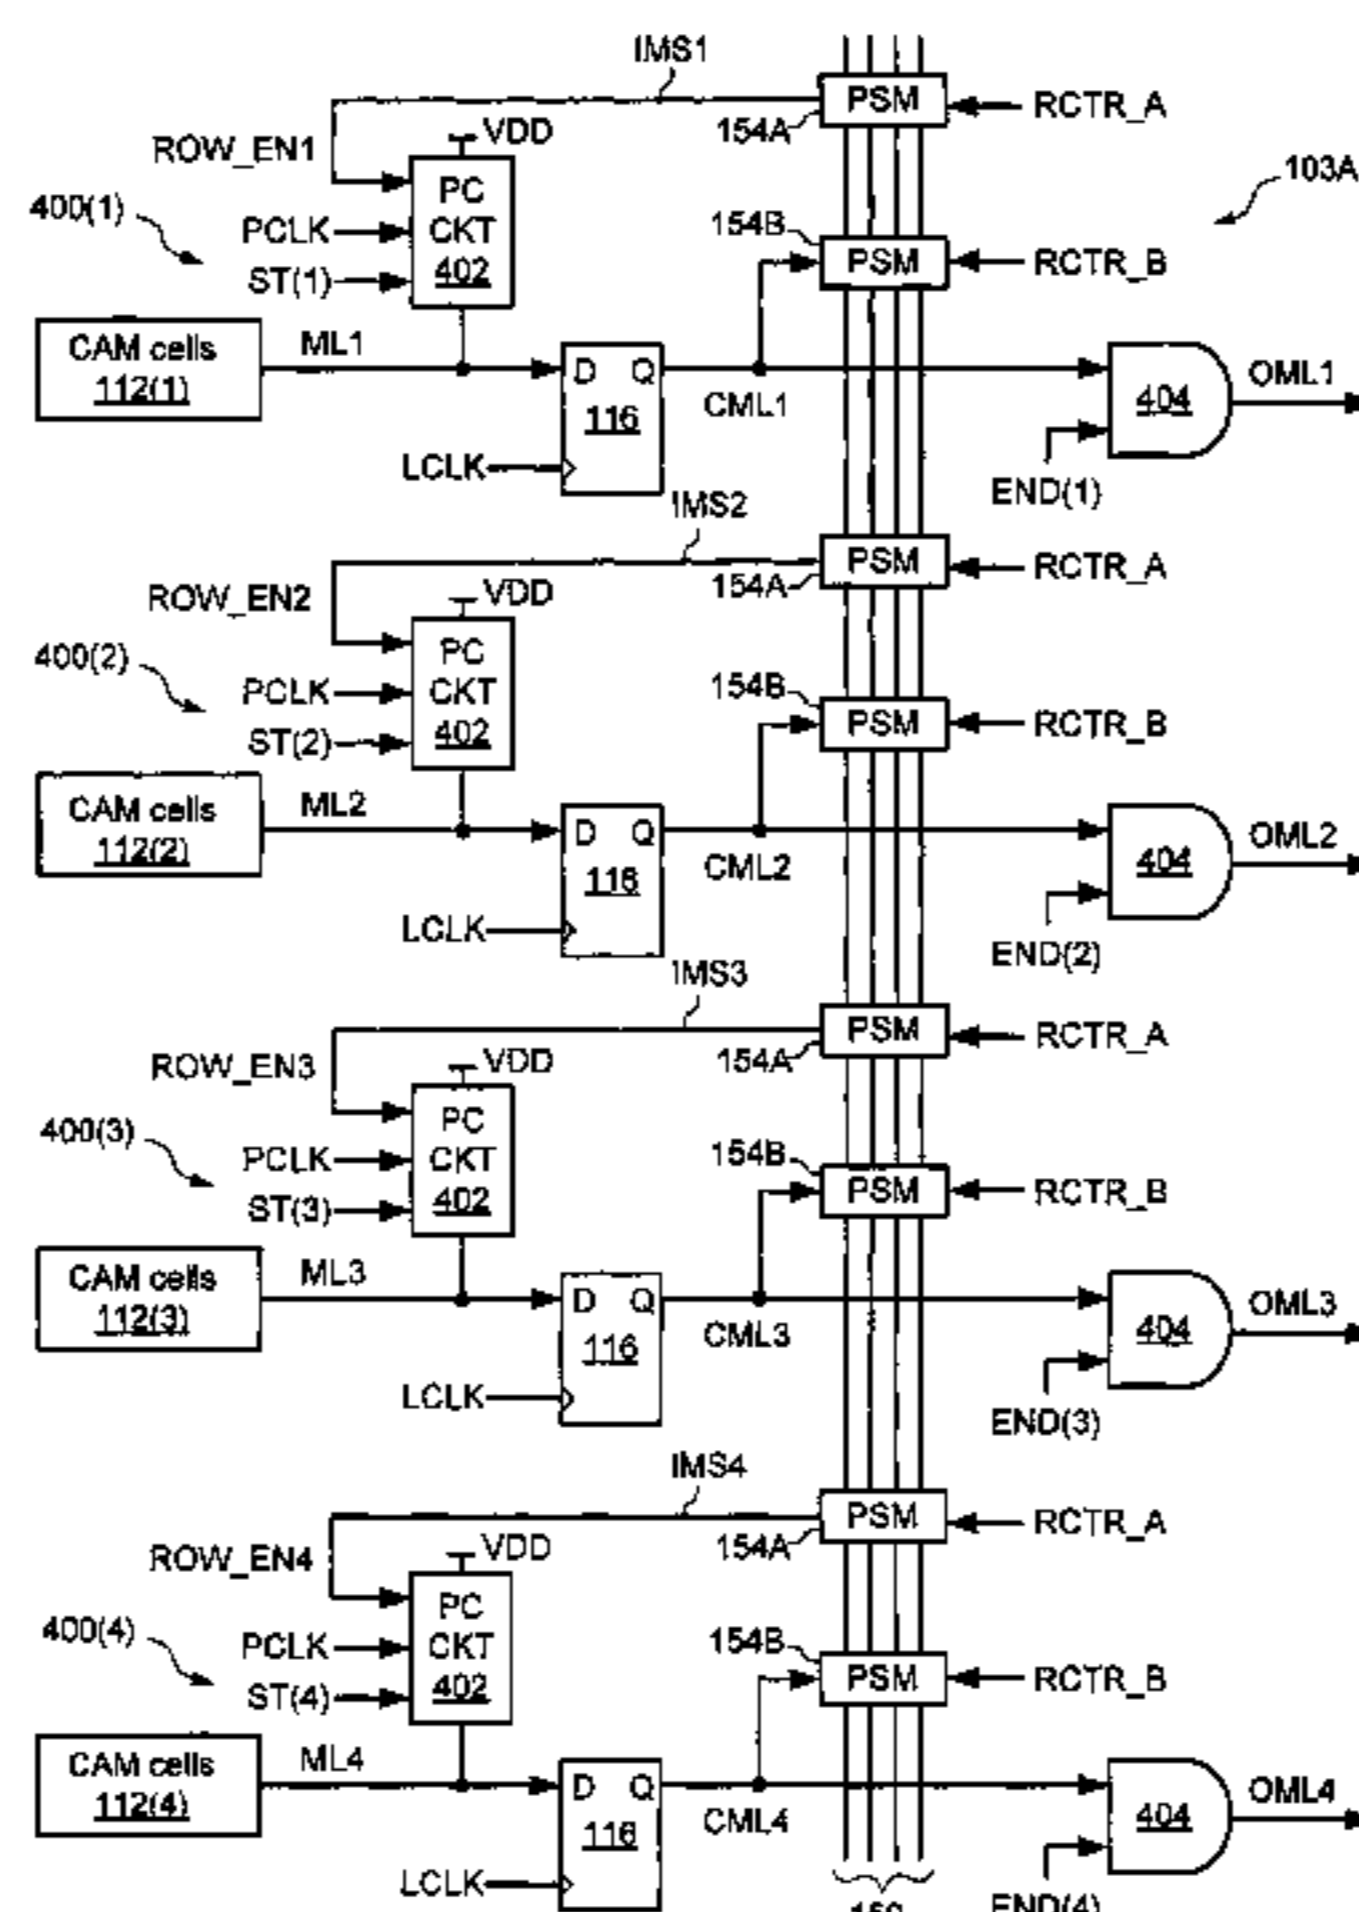 IMS1
PSM
RCTR_A
154A
ROW_EN1
VDD
103A
400(1)
PC
CKT
402
PCLK
ST(1)
154B
PSM
RCTR_B
CAM cells
112(1)
ML1
D Q
116
LCLK
CML1
404
OML1
END(1)
IMS2
PSM
RCTR_A
154A
ROW_EN2
VDD
400(2)
PC
CKT
402
PCLK
ST(2)
154B
PSM
RCTR_B
CAM cells
112(2)
ML2
D Q
116
LCLK
CML2
404
OML2
END(2)
IMS3
PSM
RCTR_A
154A
ROW_EN3
VDD
400(3)
PC
CKT
402
PCLK
ST(3)
154B
PSM
RCTR_B
CAM cells
112(3)
ML3
D Q
116
LCLK
CML3
404
OML3
END(3)
IMS4
PSM
RCTR_A
154A
ROW_EN4
VDD
400(4)
PC
CKT
402
PCLK
ST(4)
154B
PSM
RCTR_B
CAM cells
112(4)
ML4
D Q
116
LCLK
CML4
404
OML4
END(4)